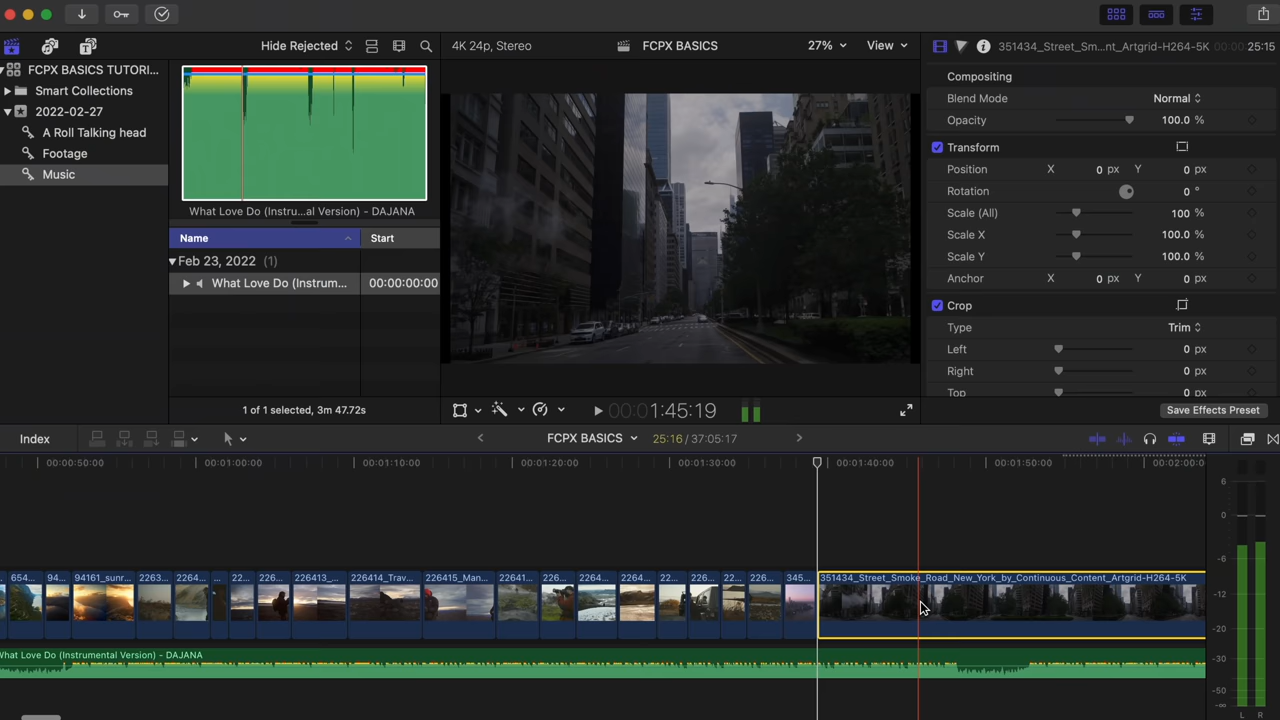 Hide Rejected
4K 24p, Stereo
FCPX BASICS
27%
View
351434_Street_Sm...nt_Artgrid-H264-5K
00:00:25:15
FCPX BASICS TUTORI...
Smart Collections
2022-02-27
A Roll Talking head
Footage
Music
What Love Do (Instru...al Version) - DAJANA
Name
Start
Feb 23, 2022 (1)
What Love Do (Instrum...
00:00:00:00
1 of 1 selected, 3m 47.72s
Compositing
Blend Mode
Normal
Opacity
100.0 %
Transform
Position
X
0 px
Y
0 px
Rotation
0 °
Scale (All)
100 %
Scale X
100.0 %
Scale Y
100.0 %
Anchor
X
0 px
Y
0 px
Crop
Type
Trim
Left
0 px
Right
0 px
Top
0 px
00:01:45:19
Save Effects Preset
Index
FCPX BASICS
25:16 / 37:05:17
00:00:50:00
00:01:00:00
00:01:10:00
00:01:20:00
00:01:30:00
00:01:40:00
00:01:50:00
00:02:00:0
654...
94...
94161_sunr...
2263...
2264...
...
22...
226...
226413_...
226414_Trav...
226415_Man...
22641...
226...
2264...
2264...
22...
226...
22...
226...
345...
351434_Street_Smoke_Road_New_York_by_Continuous_Content_Artgrid-H264-5K
What Love Do (Instrumental Version) - DAJANA
6
0
-6
-12
-20
-30
-50
-∞
L
R